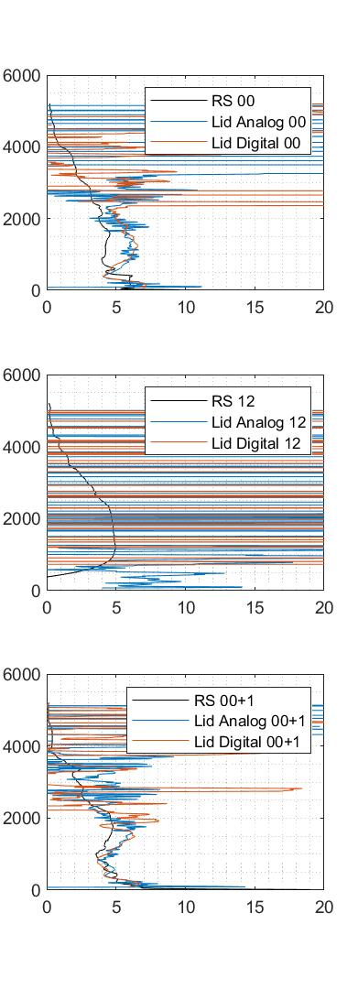 6000
RS 00
Lid Analog 00
Lid Digital 00
4000
2000
0
0 5 10 15 20
6000
RS 12
Lid Analog 12
Lid Digital 12
4000
2000
0
0 5 10 15 20
6000
RS 00+1
Lid Analog 00+1
Lid Digital 00+1
4000
2000
0
0 5 10 15 20